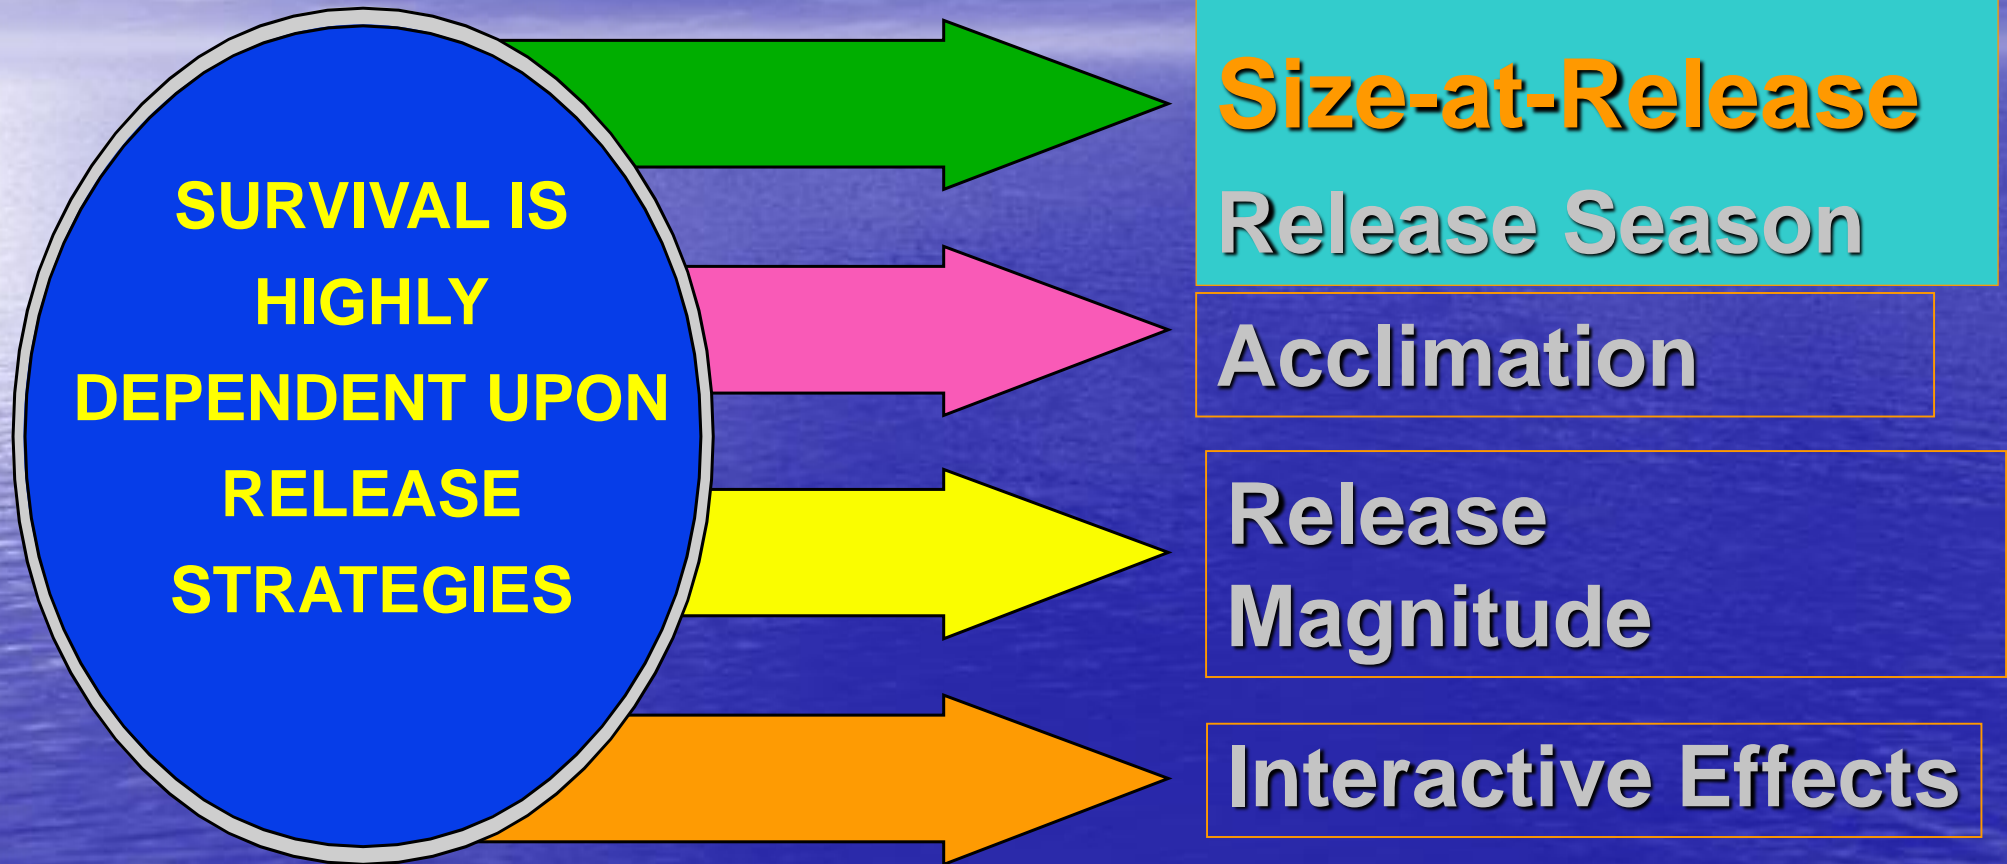 SURVIVAL IS
HIGHLY
DEPENDENT UPON
RELEASE
STRATEGIES
Size-at-Release
Release Season
Acclimation
Release
Magnitude
Interactive Effects